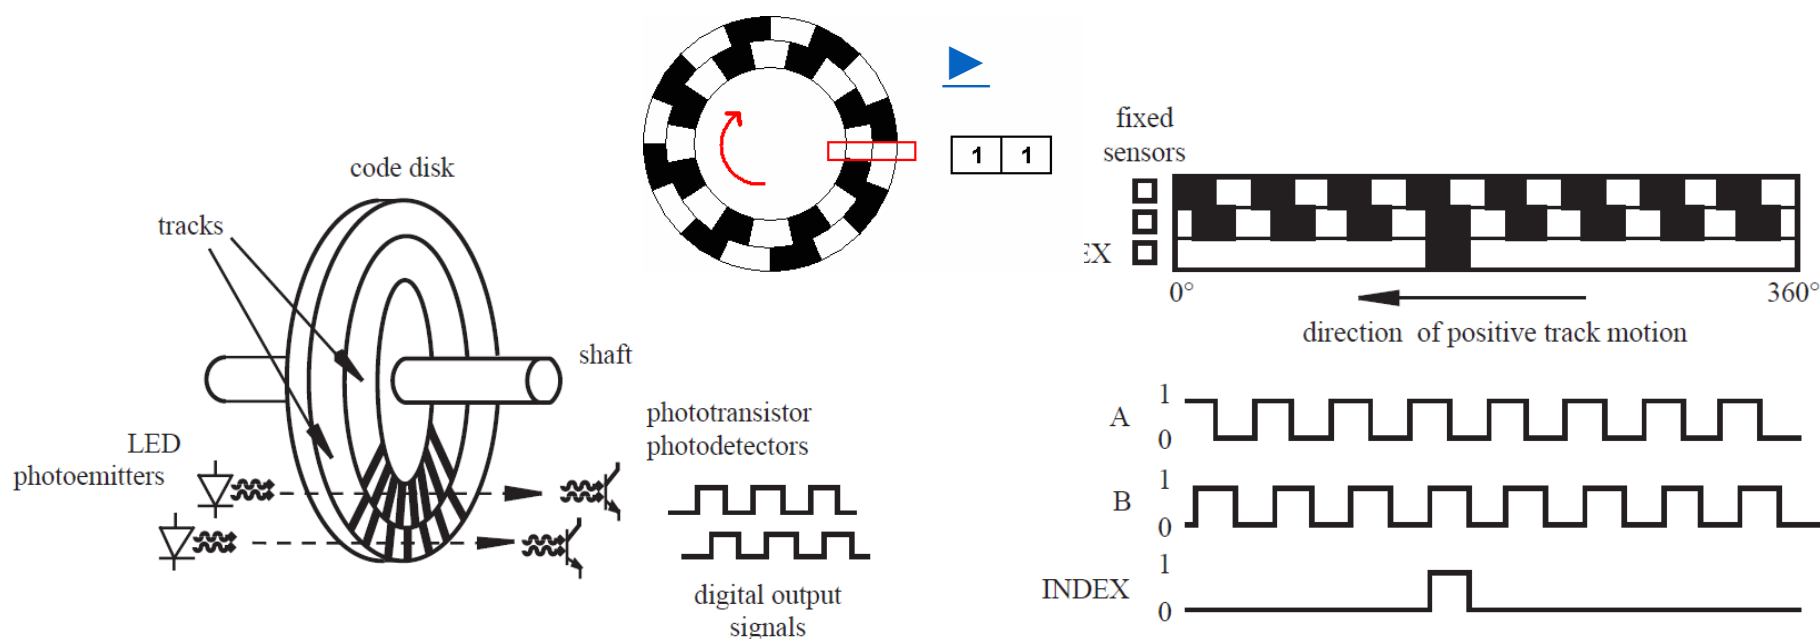 code disk
tracks
shaft
LED
photoemitters
phototransistor
photodetectors
digital output
signals
1 1
fixed
sensors
EX
0° 360°
direction of positive track motion
A
1
0
B
1
0
INDEX
1
0